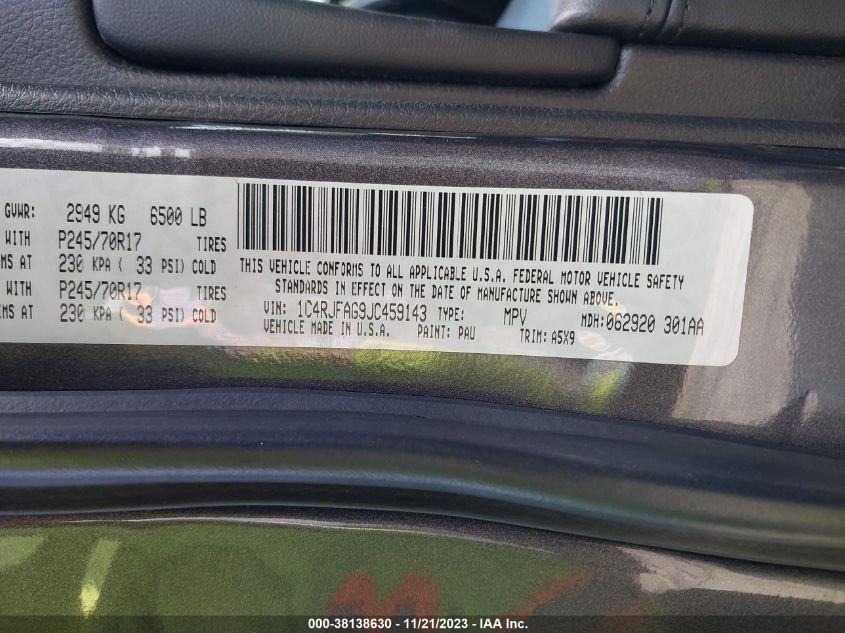 GVWR: 2949 KG 6500 LB
WITH P245/70R17 TIRES
IMS AT 230 KPA ( 33 PSI) COLD
WITH P245/70R17 TIRES
IMS AT 230 KPA ( 33 PSI) COLD
THIS VEHICLE CONFORMS TO ALL APPLICABLE U.S.A. FEDERAL MOTOR VEHICLE SAFETY
STANDARDS IN EFFECT ON THE DATE OF MANUFACTURE SHOWN ABOVE.
VIN: 1C4RJFAG9JC459143 TYPE: MPV MDH: 062920 301AA
VEHICLE MADE IN U.S.A. PAINT: PAU TRIM: A5X9
000-38138630 - 11/21/2023 - IAA Inc.